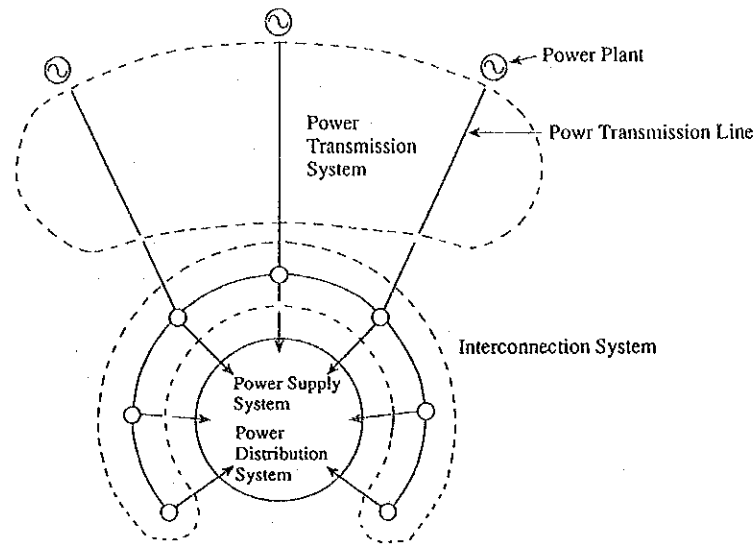 Power Plant
Power
Transmission
System
Powr Transmission Line
Interconnection System
Power Supply
System
Power
Distribution
System